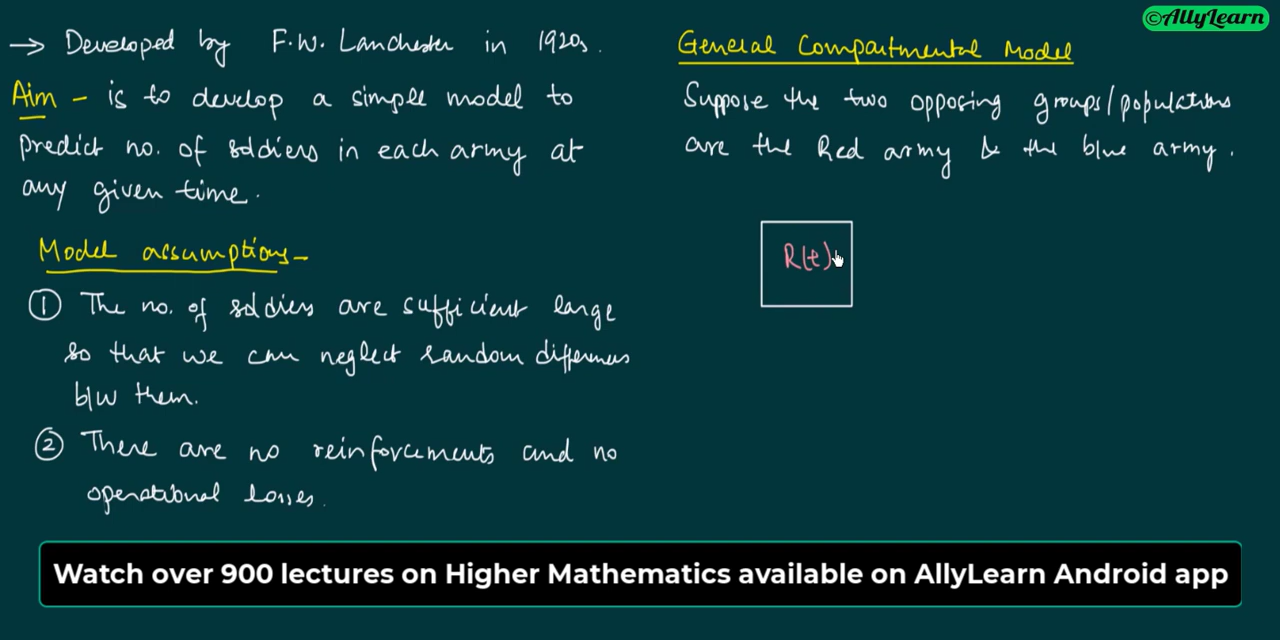 ©AllyLearn
→ Developed by F.W. Lanchester in 1920s.
Aim - is to develop a simple model to
predict no. of soldiers in each army at
any given time.
Model assumptions -
① The no. of soldiers are sufficient large
so that we can neglect random differences
b/w them.
② There are no reinforcements and no
operational losses.
General Compartmental Model
Suppose the two opposing groups/populations
are the Red army & the blue army.
R(t)
Watch over 900 lectures on Higher Mathematics available on AllyLearn Android app